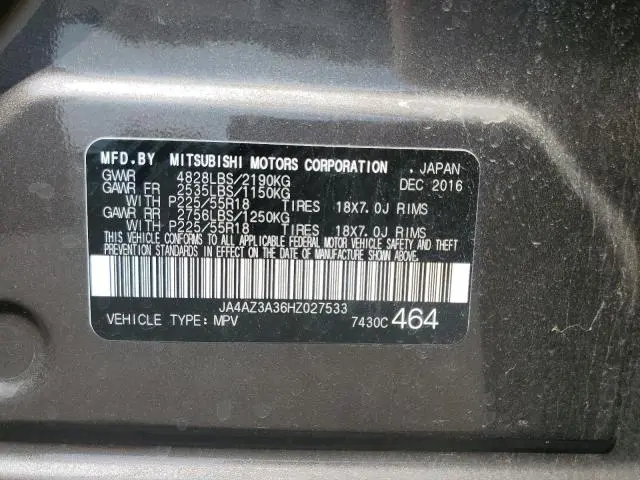 MFD.BY MITSUBISHI MOTORS CORPORATION . JAPAN
GVWR 4828LBS/2190KG DEC 2016
GAWR FR 2535LBS/1150KG
WITH P225/55R18 TIRES 18X7.0J RIMS
GAWR RR 2756LBS/1250KG
WITH P225/55R18 TIRES 18X7.0J RIMS
THIS VEHICLE CONFORMS TO ALL APPLICABLE FEDERAL MOTOR VEHICLE SAFETY AND THEFT
PREVENTION STANDARDS IN EFFECT ON THE DATE OF MANUFACTURE SHOWN ABOVE.
JA4AZ3A36HZ027533
VEHICLE TYPE:MPV 7430C 464